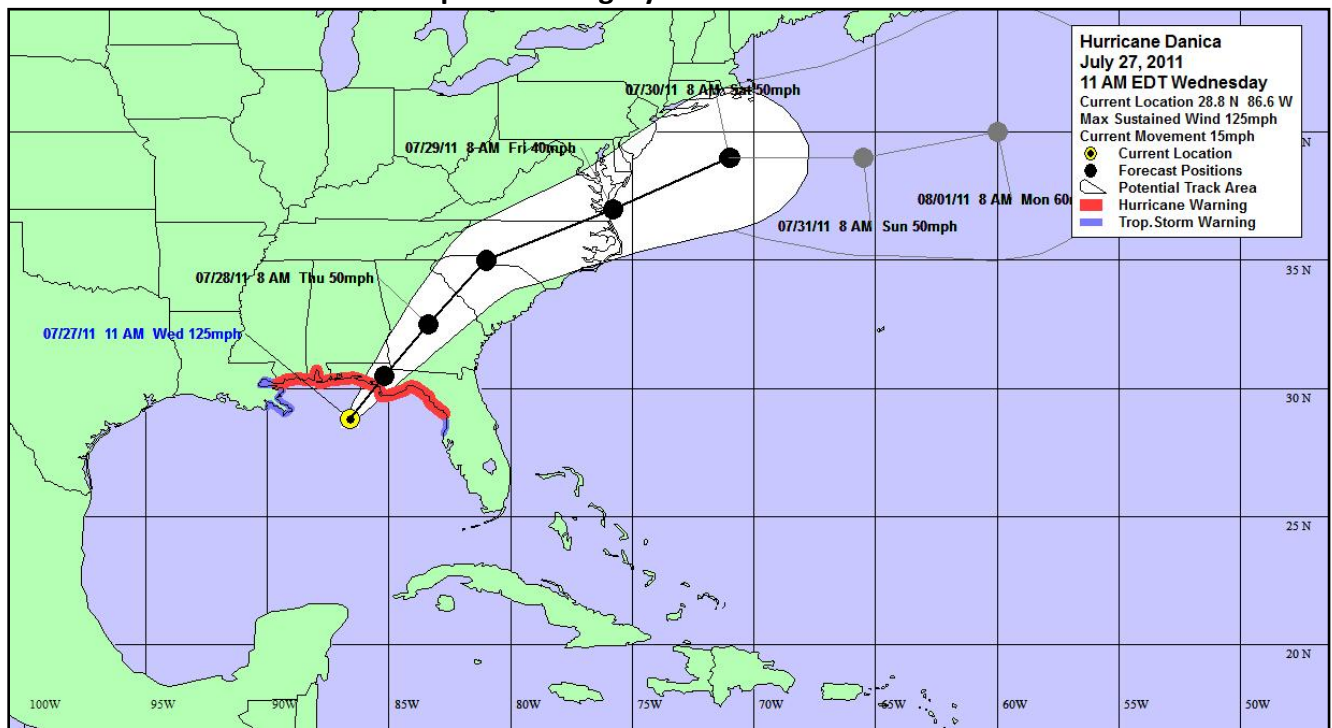 Hurricane Danica
July 27, 2011
11 AM EDT Wednesday
Current Location 28.8 N 86.6 W
Max Sustained Wind 125mph
Current Movement 15mph
Current Location
Forecast Positions
Potential Track Area
Hurricane Warning
Trop.Storm Warning
07/30/11 8 AM Sat 50mph
07/29/11 8 AM Fri 40mph
08/01/11 8 AM Mon
07/31/11 8 AM Sun 50mph
07/28/11 8 AM Thu 50mph
07/27/11 11 AM Wed 125mph
N
35 N
30 N
25 N
20 N
100W 95W 90W 85W 80W 75W 70W 65W 60W 55W 50W